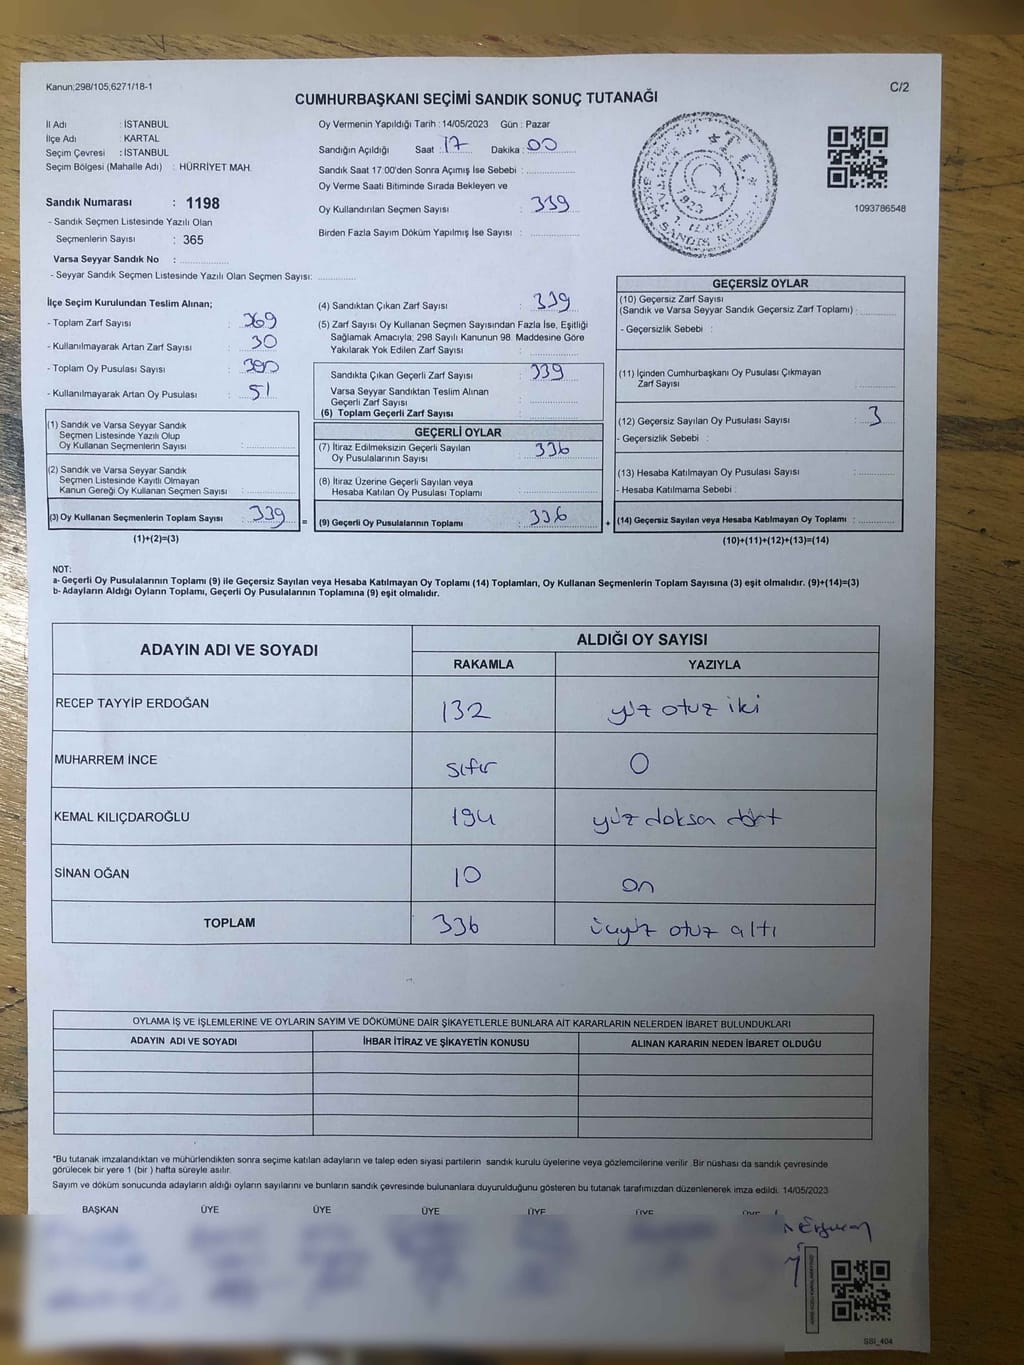 Kanun;298/105;6271/18-1
C/2
CUMHURBAŞKANI SEÇİMİ SANDIK SONUÇ TUTANAĞI
İl Adı : İSTANBUL
İlçe Adı : KARTAL
Seçim Çevresi : İSTANBUL
Seçim Bölgesi (Mahalle Adı) : HÜRRİYET MAH.
Sandık Numarası : 1198
- Sandık Seçmen Listesinde Yazılı Olan
Seçmenlerin Sayısı : 365
Varsa Seyyar Sandık No :
- Seyyar Sandık Seçmen Listesinde Yazılı Olan Seçmen Sayısı:
Oy Vermenin Yapıldığı Tarih : 14/05/2023 Gün : Pazar
Sandığın Açıldığı Saat : 17 Dakika : 00
Sandık Saat 17:00'den Sonra Açımış İse Sebebi :
Oy Verme Saati Bitiminde Sırada Bekleyen ve
Oy Kullandırılan Seçmen Sayısı : 339
Birden Fazla Sayım Döküm Yapılmış İse Sayısı :
1093786548
İlçe Seçim Kurulundan Teslim Alınan;
- Toplam Zarf Sayısı : 369
- Kullanılmayarak Artan Zarf Sayısı : 30
- Toplam Oy Pusulası Sayısı : 390
- Kullanılmayarak Artan Oy Pusulası : 51
(1) Sandık ve Varsa Seyyar Sandık
Seçmen Listesinde Yazılı Olup
Oy Kullanan Seçmenlerin Sayısı :
(2) Sandık ve Varsa Seyyar Sandık
Seçmen Listesinde Kayıtlı Olmayan
Kanun Gereği Oy Kullanan Seçmen Sayısı :
(3) Oy Kullanan Seçmenlerin Toplam Sayısı : 339
(1)+(2)=(3)
(4) Sandıktan Çıkan Zarf Sayısı : 339
(5) Zarf Sayısı Oy Kullanan Seçmen Sayısından Fazla İse, Eşitliği
Sağlamak Amacıyla; 298 Sayılı Kanunun 98. Maddesine Göre
Yakılarak Yok Edilen Zarf Sayısı :
Sandıkta Çıkan Geçerli Zarf Sayısı : 339
Varsa Seyyar Sandıktan Teslim Alınan
Geçerli Zarf Sayısı :
(6) Toplam Geçerli Zarf Sayısı :
GEÇERLİ OYLAR
(7) İtiraz Edilmeksizin Geçerli Sayılan
Oy Pusulalarının Sayısı : 336
(8) İtiraz Üzerine Geçerli Sayılan veya
Hesaba Katılan Oy Pusulası Toplamı :
(9) Geçerli Oy Pusulalarının Toplamı : 336
=
+
GEÇERSİZ OYLAR
(10) Geçersiz Zarf Sayısı
(Sandık ve Varsa Seyyar Sandık Geçersiz Zarf Toplamı) :
- Geçersizlik Sebebi :
(11) İçinden Cumhurbaşkanı Oy Pusulası Çıkmayan
Zarf Sayısı :
(12) Geçersiz Sayılan Oy Pusulası Sayısı : 3
- Geçersizlik Sebebi :
(13) Hesaba Katılmayan Oy Pusulası Sayısı :
- Hesaba Katılmama Sebebi :
(14) Geçersiz Sayılan veya Hesaba Katılmayan Oy Toplamı :
(10)+(11)+(12)+(13)=(14)
NOT:
a- Geçerli Oy Pusulalarının Toplamı (9) ile Geçersiz Sayılan veya Hesaba Katılmayan Oy Toplamı (14) Toplamları, Oy Kullanan Seçmenlerin Toplam Sayısına (3) eşit olmalıdır. (9)+(14)=(3)
b- Adayların Aldığı Oyların Toplamı, Geçerli Oy Pusulalarının Toplamına (9) eşit olmalıdır.
ADAYIN ADI VE SOYADI
ALDIĞI OY SAYISI
RAKAMLA YAZIYLA
RECEP TAYYİP ERDOĞAN 132 yüz otuz iki
MUHARREM İNCE sıfır 0
KEMAL KILIÇDAROĞLU 194 yüz doksa dört
SİNAN OĞAN 10 on
TOPLAM 336 üçyüz otuz altı
OYLAMA İŞ VE İŞLEMLERİNE VE OYLARIN SAYIM VE DÖKÜMÜNE DAİR ŞİKAYETLERLE BUNLARA AİT KARARLARIN NELERDEN İBARET BULUNDUKLARI
ADAYIN ADI VE SOYADI İHBAR İTİRAZ VE ŞİKAYETİN KONUSU ALINAN KARARIN NEDEN İBARET OLDUĞU
*Bu tutanak imzalandıktan ve mühürlendikten sonra seçime katılan adayların ve talep eden siyasi partilerin sandık kurulu üyelerine veya gözlemcilerine verilir. Bir nüshası da sandık çevresinde
görülecek bir yere 1 (bir ) hafta süreyle asılır.
Sayım ve döküm sonucunda adayların aldığı oyların sayılarını ve bunların sandık çevresinde bulunanlara duyurulduğunu gösteren bu tutanak tarafımızdan düzenlenerek imza edildi. 14/05/2023
BAŞKAN ÜYE ÜYE ÜYE ÜYE ÜYE ÜYE
SSİ_404